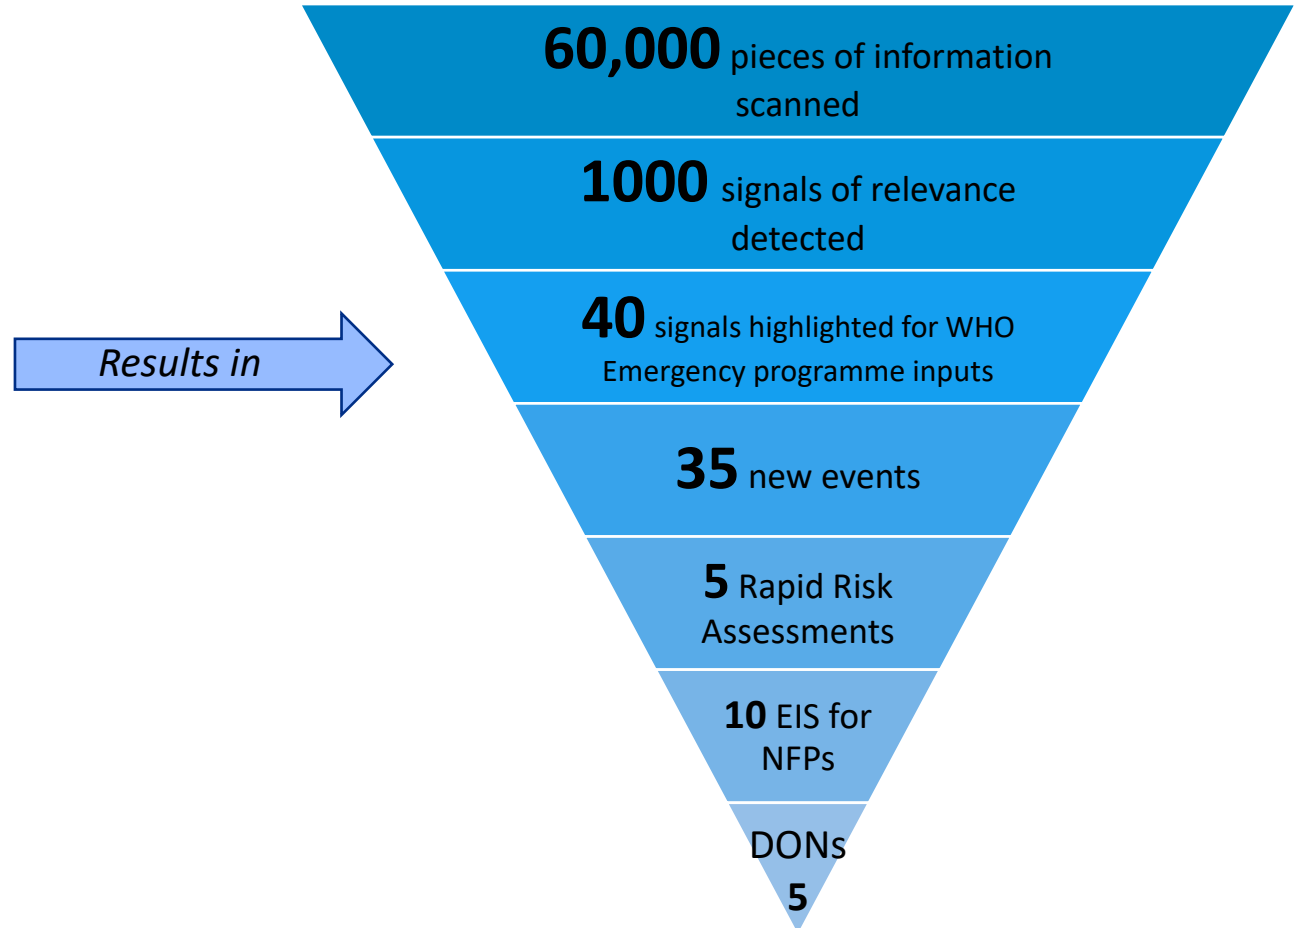 60,000 pieces of information
scanned
1000 signals of relevance
detected
40 signals highlighted for WHO
Emergency programme inputs
Results in
35 new events
5 Rapid Risk
Assessments
10 EIS for
NFPs
DONs
5